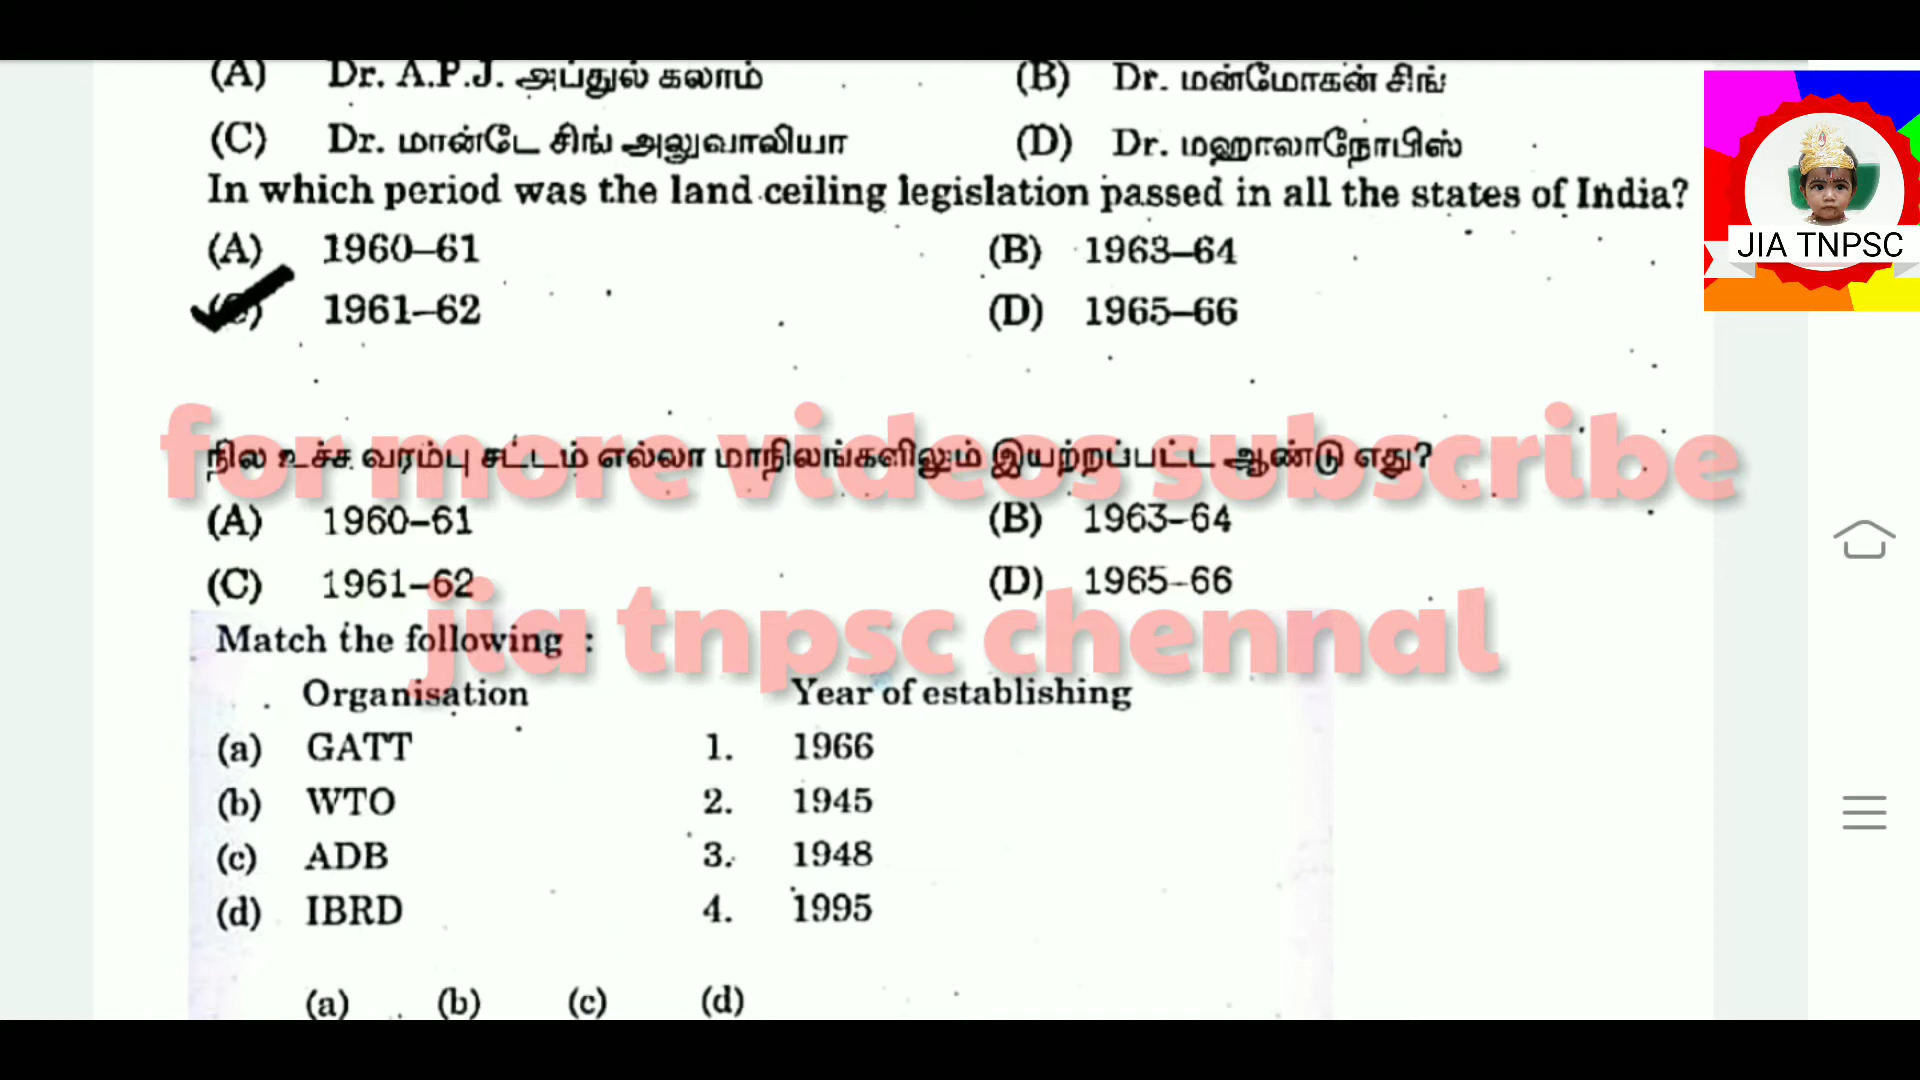 (A) Dr. A.P.J. அப்துல் கலாம் (B) Dr. மன்மோகன் சிங்
(C) Dr. மான்டே சிங் அலுவாலியா (D) Dr. மஹாலாநோபிஸ்
In which period was the land ceiling legislation passed in all the states of India?
(A) 1960–61 (B) 1963–64
(C) 1961–62 (D) 1965–66
JIA TNPSC
for more videos subscribe
நில உச்ச வரம்பு சட்டம் எல்லா மாநிலங்களிலும் இயற்றப்பட்ட ஆண்டு எது?
(A) 1960–61 (B) 1963–64
(C) 1961–62 (D) 1965–66
jia tnpsc chennal
Match the following :
Organisation Year of establishing
(a) GATT 1. 1966
(b) WTO 2. 1945
(c) ADB 3. 1948
(d) IBRD 4. 1995
(a) (b) (c) (d)